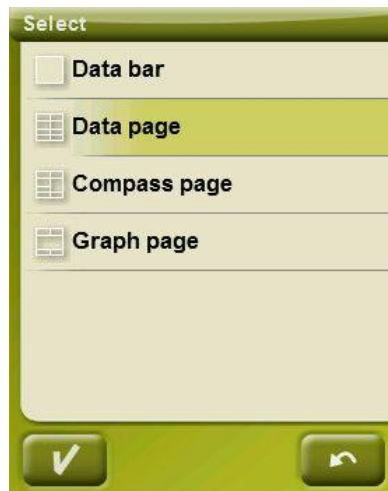 Select
Data bar
Data page
Compass page
Graph page